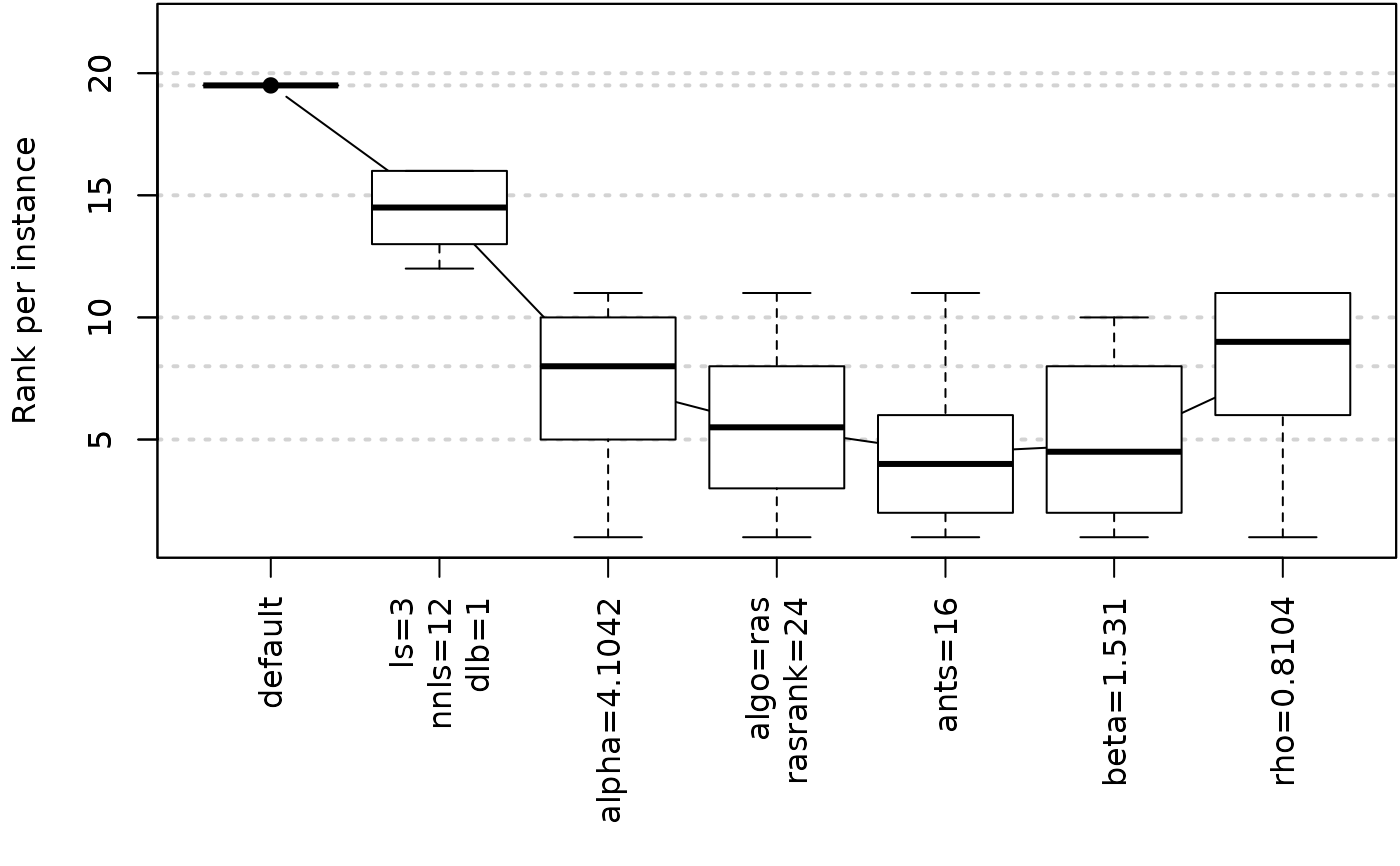 Rank per instance
20
15
10
5
default
ls=3
nnls=12
dlb=1
alpha=4.1042
algo=ras
rasrank=24
ants=16
beta=1.531
rho=0.8104